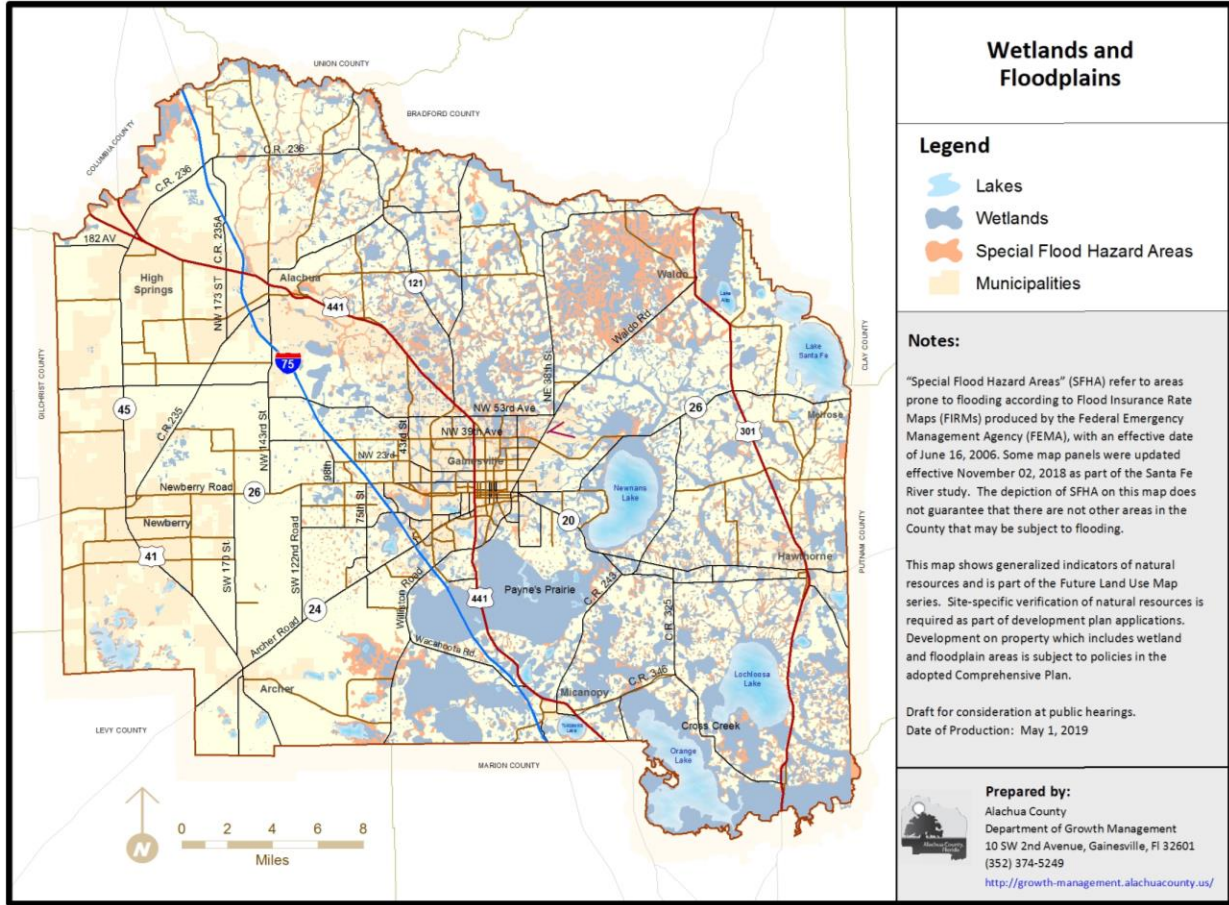 Wetlands and
Floodplains
Legend
Lakes
Wetlands
Special Flood Hazard Areas
Municipalities
Notes:
"Special Flood Hazard Areas" (SFHA) refer to areas
prone to flooding according to Flood Insurance Rate
Maps (FIRMs) produced by the Federal Emergency
Management Agency (FEMA), with an effective date
of June 16, 2006. Some map panels were updated
effective November 02, 2018 as part of the Santa Fe
River study. The depiction of SFHA on this map does
not guarantee that there are not other areas in the
County that may be subject to flooding.
This map shows generalized indicators of natural
resources and is part of the Future Land Use Map
series. Site-specific verification of natural resources is
required as part of development plan applications.
Development on property which includes wetland
and floodplain areas is subject to policies in the
adopted Comprehensive Plan.
Draft for consideration at public hearings.
Date of Production: May 1, 2019
Prepared by:
Alachua County
Department of Growth Management
10 SW 2nd Avenue, Gainesville, Fl 32601
(352) 374-5249
http://growth-management.alachuacounty.us/
Alachua County
Florida
UNION COUNTY
BRADFORD COUNTY
COLUMBIA COUNTY
C.R. 236
C.R. 236
182 AV
C.R. 235A
NW 173 ST
High
Springs
Alachua
441
121
Waldo
Waldo Rd
Lake
Santa Fe
CLAY COUNTY
GILCHRIST COUNTY
75
45
C.R.235
NW 143rd St
NW 53rd Ave
NE 38th St
26
301
Melrose
NW 39th Ave
43rd St
NW 23rd
Gainesville
98th
75th St
Newberry Road
26
Newberry
41
SW 170 St
SW 122nd Road
Newnans
Lake
20
Hawthorne
PUTNAM COUNTY
Payne's Prairie
441
Williston Road
24
Archer Road
Wacahoota Rd.
C.R. 325
Archer
C.R. 346
Micanopy
Lochloosa
Lake
Cross Creek
Orange
Lake
LEVY COUNTY
MARION COUNTY
N
0 2 4 6 8
Miles